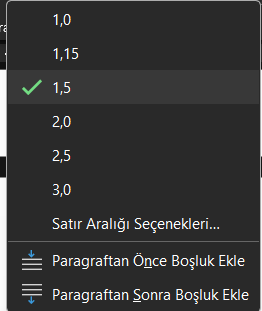 1,0
1,15
1,5
2,0
2,5
3,0
Satır Aralığı Seçenekleri...
Paragraftan Önce Boşluk Ekle
Paragraftan Sonra Boşluk Ekle